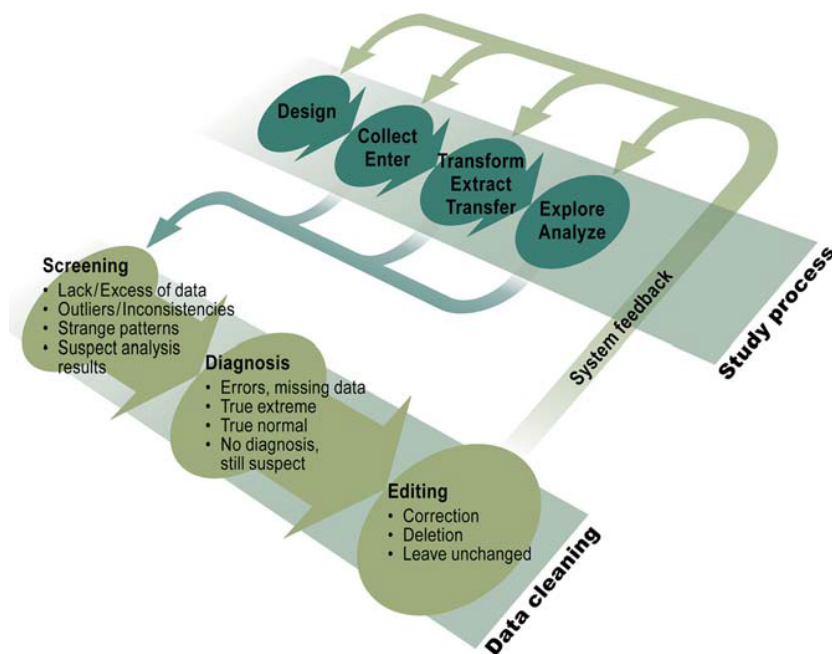 Design
Collect
Enter
Transform
Extract
Transfer
Explore
Analyze
Study process
System feedback
Screening
• Lack/Excess of data
• Outliers/Inconsistencies
• Strange patterns
• Suspect analysis
results
Diagnosis
• Errors, missing data
• True extreme
• True normal
• No diagnosis,
still suspect
Editing
• Correction
• Deletion
• Leave unchanged
Data cleaning